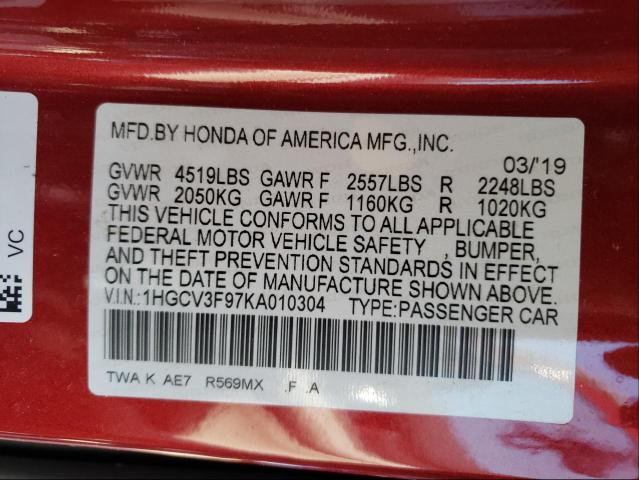 MFD.BY HONDA OF AMERICA MFG.,INC.
03/'19
GVWR 4519LBS GAWR F 2557LBS R 2248LBS
GVWR 2050KG GAWR F 1160KG R 1020KG
THIS VEHICLE CONFORMS TO ALL APPLICABLE
FEDERAL MOTOR VEHICLE SAFETY , BUMPER,
AND THEFT PREVENTION STANDARDS IN EFFECT
ON THE DATE OF MANUFACTURE SHOWN ABOVE.
V.I.N.:1HGCV3F97KA010304 TYPE:PASSENGER CAR
TWA K AE7 R569MX .F .A
VC